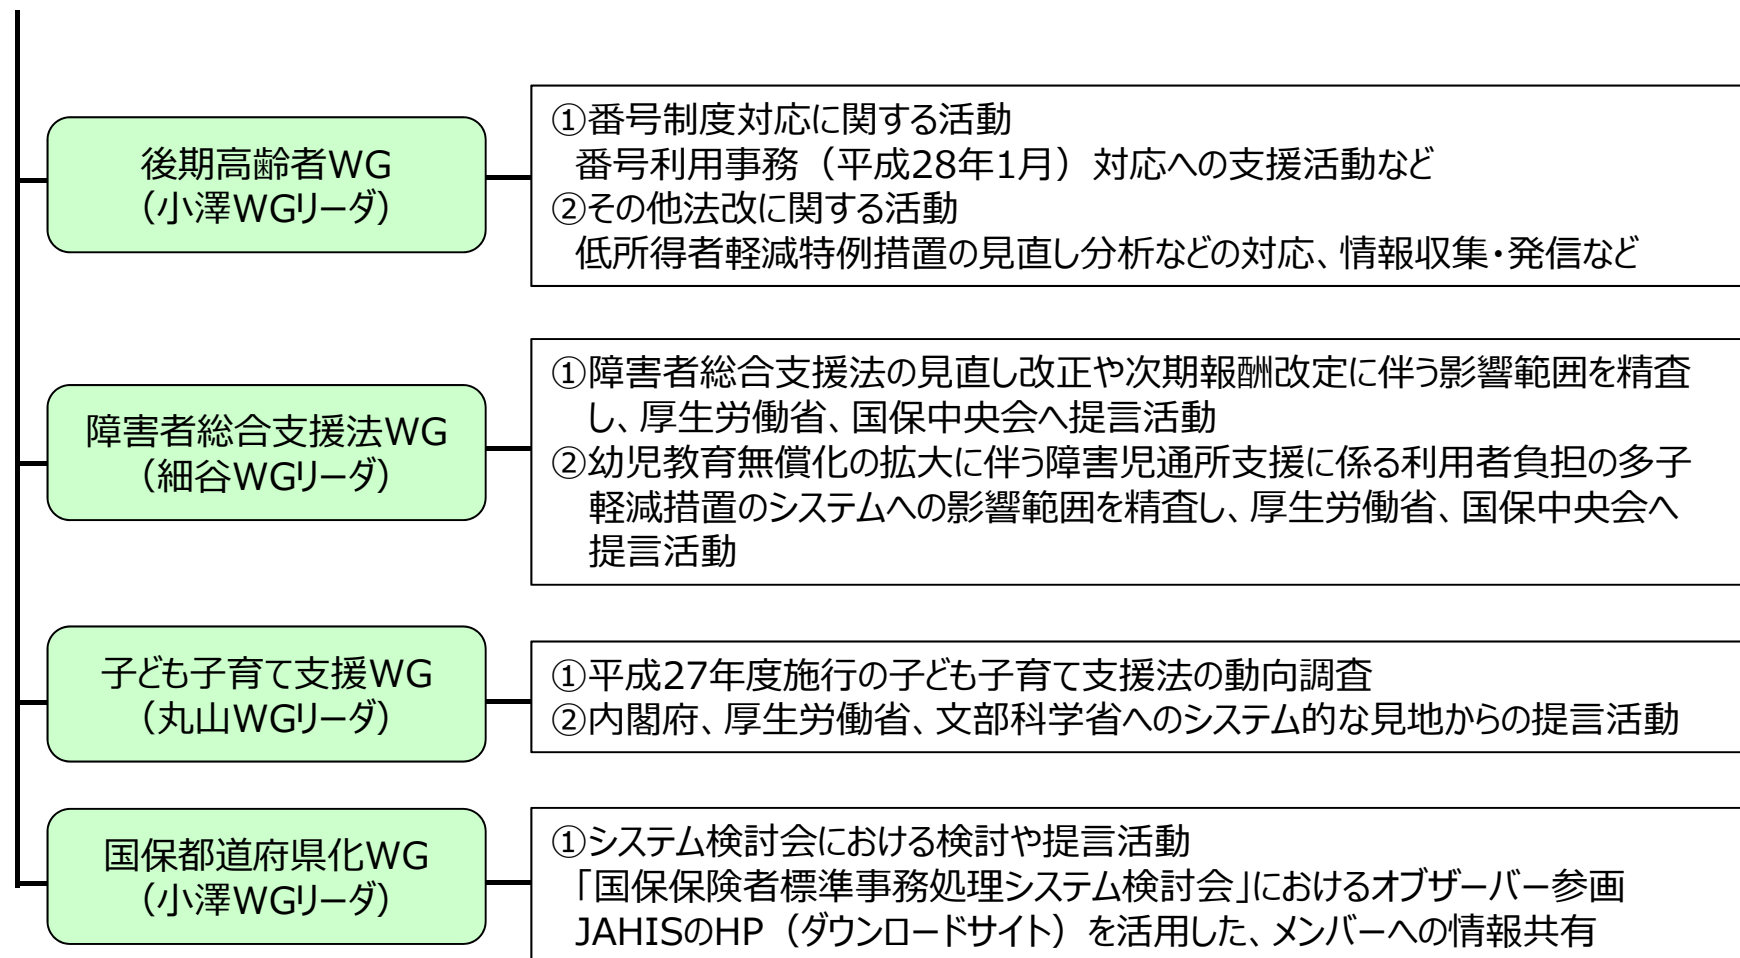 後期高齢者WG
（小澤WGリーダ）
①番号制度対応に関する活動
番号利用事務（平成28年1月）対応への支援活動など
②その他法改に関する活動
低所得者軽減特例措置の見直し分析などの対応、情報収集・発信など
障害者総合支援法WG
（細谷WGリーダ）
①障害者総合支援法の見直し改正や次期報酬改定に伴う影響範囲を精査
し、厚生労働省、国保中央会へ提言活動
②幼児教育無償化の拡大に伴う障害児通所支援に係る利用者負担の多子
軽減措置のシステムへの影響範囲を精査し、厚生労働省、国保中央会へ
提言活動
子ども子育て支援WG
（丸山WGリーダ）
①平成27年度施行の子ども子育て支援法の動向調査
②内閣府、厚生労働省、文部科学省へのシステム的な見地からの提言活動
国保都道府県化WG
（小澤WGリーダ）
①システム検討会における検討や提言活動
「国保保険者標準事務処理システム検討会」におけるオブザーバー参画
JAHISのHP（ダウンロードサイト）を活用した、メンバーへの情報共有